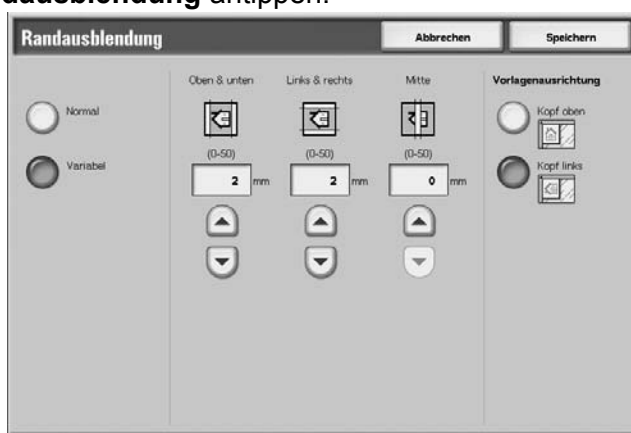 dausblendung antippen.
Randausblendung
Abbrechen
Speichern
Normal
Variabel
Oben & unten
Links & rechts
Mitte
(0-50)
(0-50)
(0-50)
2 mm
2 mm
0 mm
Vorlagenausrichtung
Kopf oben
Kopf links